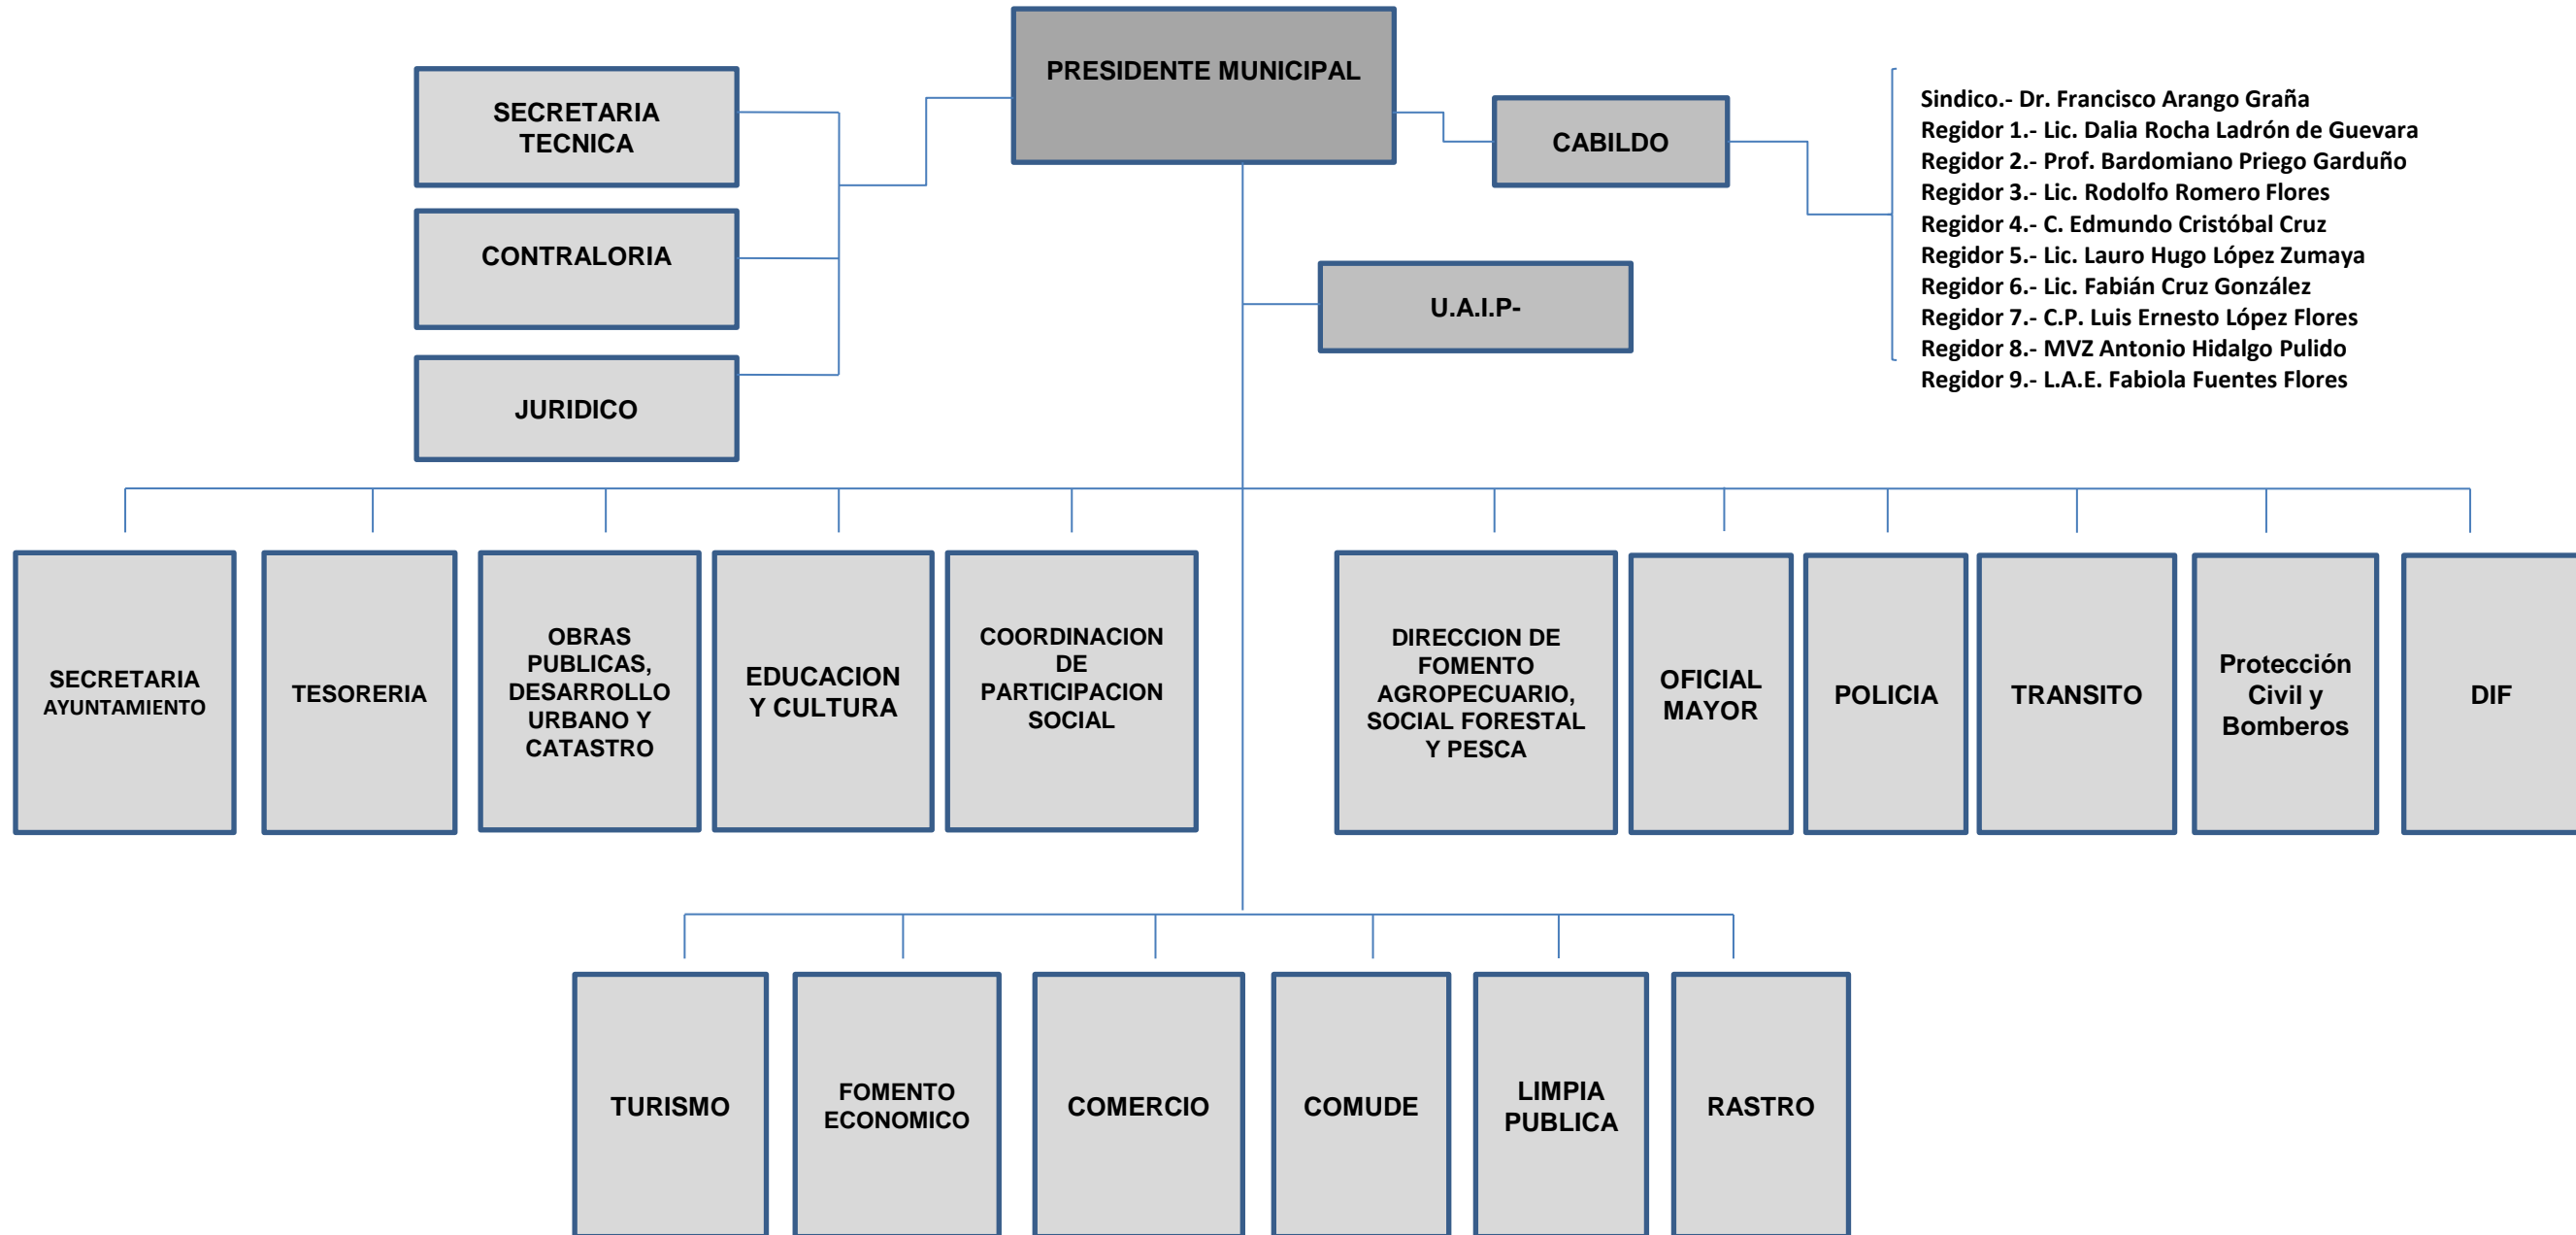 PRESIDENTE MUNICIPAL
SECRETARIA
TECNICA
CONTRALORIA
JURIDICO
CABILDO
U.A.I.P-
Sindico.- Dr. Francisco Arango Graña
Regidor 1.- Lic. Dalia Rocha Ladrón de Guevara
Regidor 2.- Prof. Bardomiano Priego Garduño
Regidor 3.- Lic. Rodolfo Romero Flores
Regidor 4.- C. Edmundo Cristóbal Cruz
Regidor 5.- Lic. Lauro Hugo López Zumaya
Regidor 6.- Lic. Fabián Cruz González
Regidor 7.- C.P. Luis Ernesto López Flores
Regidor 8.- MVZ Antonio Hidalgo Pulido
Regidor 9.- L.A.E. Fabiola Fuentes Flores
SECRETARIA
AYUNTAMIENTO
TESORERIA
OBRAS
PUBLICAS,
DESARROLLO
URBANO Y
CATASTRO
EDUCACION
Y CULTURA
COORDINACION
DE
PARTICIPACION
SOCIAL
DIRECCION DE
FOMENTO
AGROPECUARIO,
SOCIAL FORESTAL
Y PESCA
OFICIAL
MAYOR
POLICIA
TRANSITO
Protección
Civil y
Bomberos
DIF
TURISMO
FOMENTO
ECONOMICO
COMERCIO
COMUDE
LIMPIA
PUBLICA
RASTRO